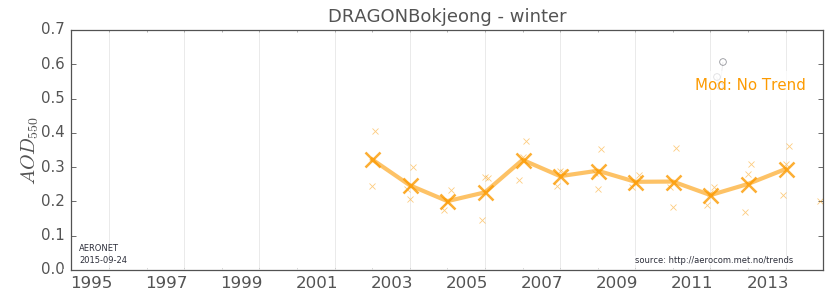 DRAGONBokjeong - winter
0.7
0.6
0.5
0.4
0.3
0.2
0.1
0.0
AOD550
Mod: No Trend
AERONET
2015-09-24
source: http://aerocom.met.no/trends
1995 1997 1999 2001 2003 2005 2007 2009 2011 2013